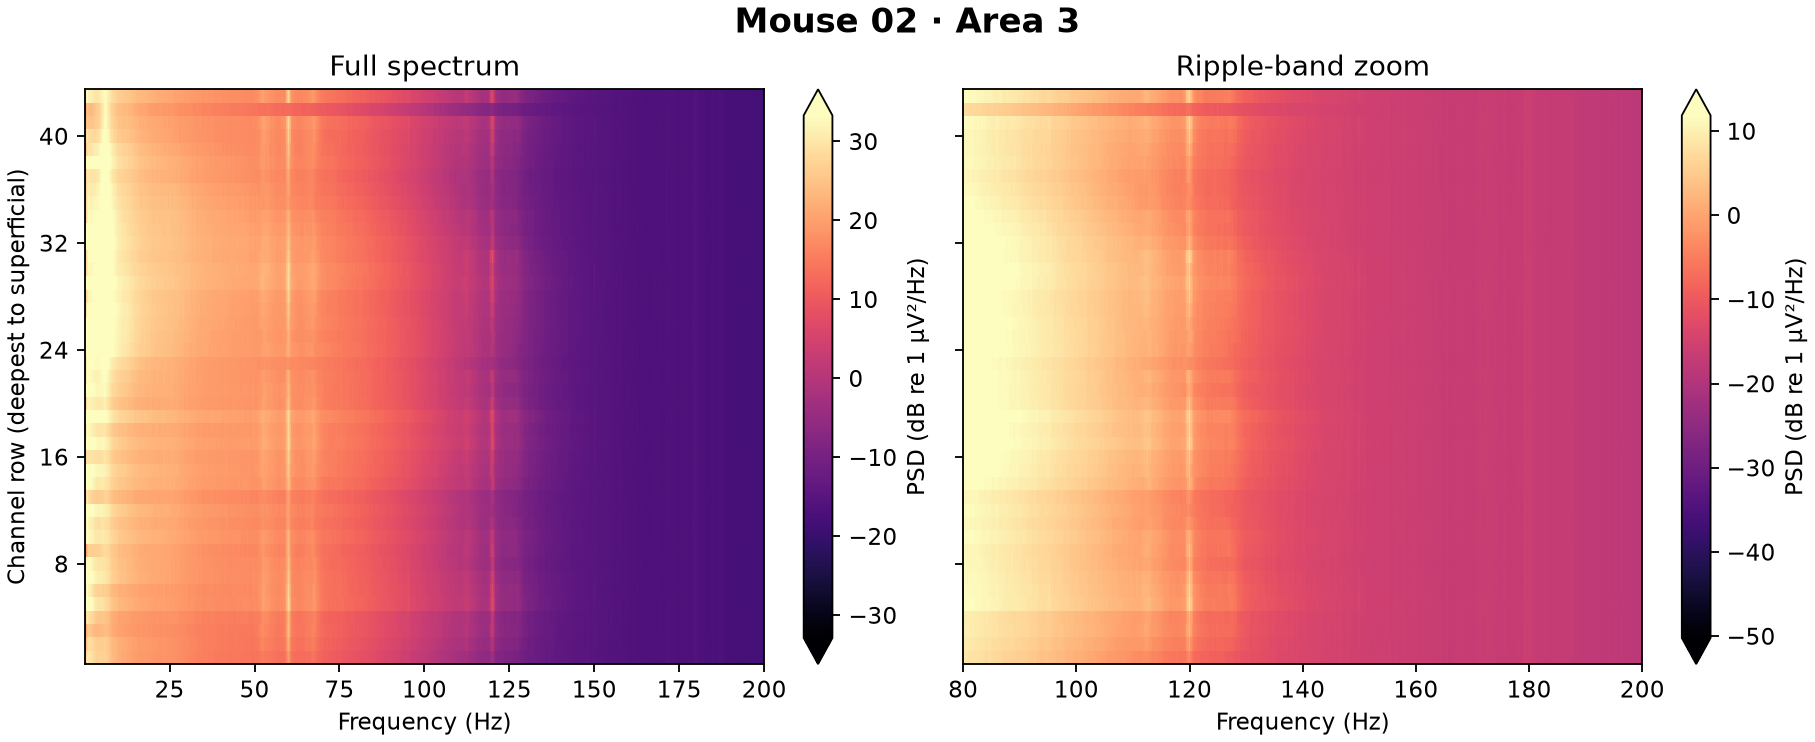 Mouse 02 · Area 3
Full spectrum
Ripple-band zoom
Channel row (deepest to superficial)
40
32
24
16
8
25 50 75 100 125 150 175 200
Frequency (Hz)
30
20
10
0
−10
−20
−30
PSD (dB re 1 µV²/Hz)
80 100 120 140 160 180 200
Frequency (Hz)
10
0
−10
−20
−30
−40
−50
PSD (dB re 1 µV²/Hz)